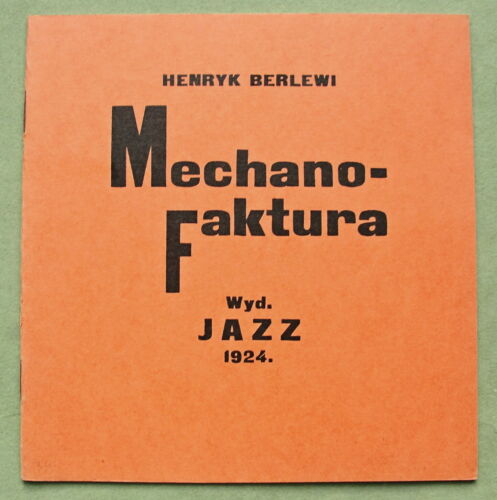 HENRYK BERLEWI
Mechano-
Faktura
Wyd.
JAZZ
1924.